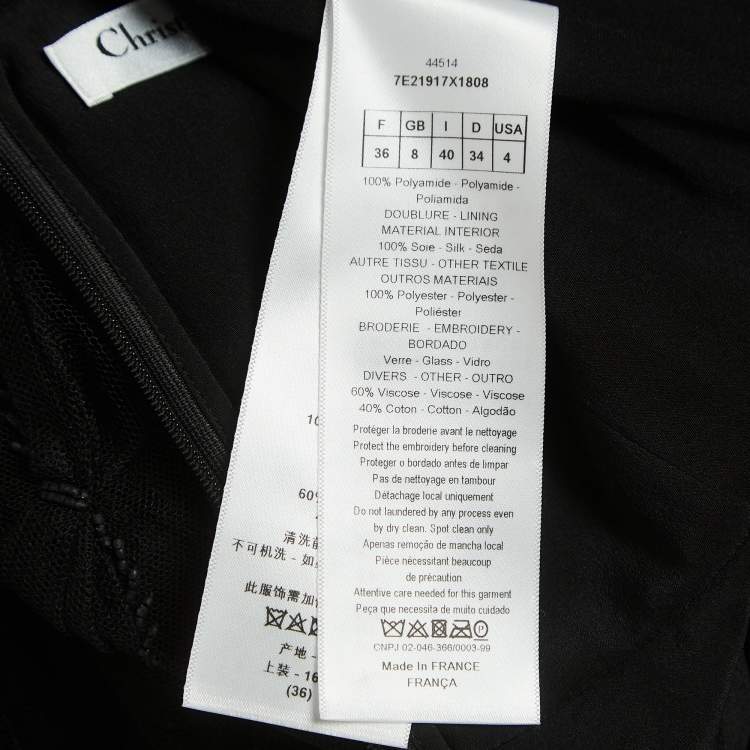 Christ
44514
7E21917X1808
F GB I D USA
36 8 40 34 4
100% Polyamide - Polyamide -
Poliamida
DOUBLURE - LINING
MATERIAL INTERIOR
100% Soie - Silk - Seda
AUTRE TISSU - OTHER TEXTILE
OUTROS MATERIAIS
100% Polyester - Polyester -
Poliéster
BRODERIE - EMBROIDERY -
BORDADO
Verre - Glass - Vidro
DIVERS - OTHER - OUTRO
60% Viscose - Viscose - Viscose
40% Coton - Cotton - Algodão
Protéger la broderie avant le nettoyage
Protect the embroidery before cleaning
Proteger o bordado antes de limpar
Pas de nettoyage en tambour
Détachage local uniquement
Do not laundered by any process even
by dry clean. Spot clean only
Apenas remoção de mancha local
Pièce nécessitant beaucoup
de précaution
Attentive care needed for this garment
Peça que necessita de muito cuidado
P
CNPJ 02-046-366/0003-99
Made In FRANCE
FRANÇA
10
60%
清洗前
不可机洗 - 如
此服饰需加
产地 -
上装 - 16
(36)